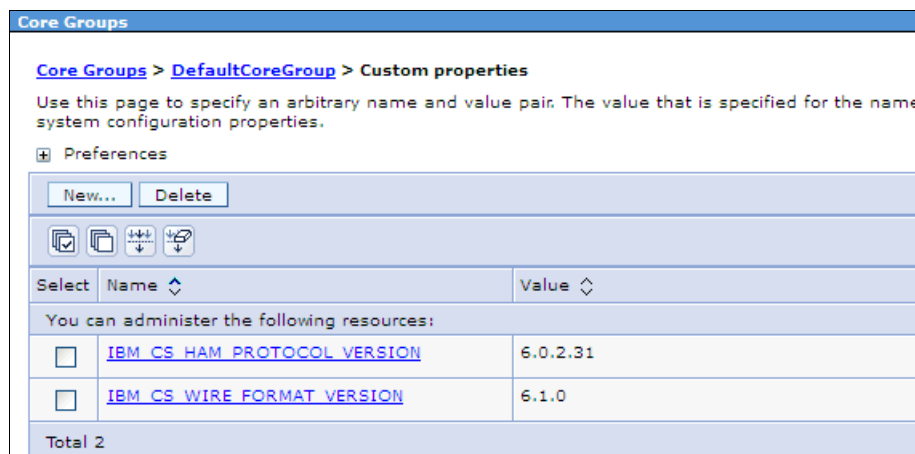 Core Groups
Core Groups > DefaultCoreGroup > Custom properties
Use this page to specify an arbitrary name and value pair. The value that is specified for the name
system configuration properties.
Preferences
New... Delete
Select Name Value
You can administer the following resources:
IBM_CS_HAM_PROTOCOL_VERSION 6.0.2.31
IBM_CS_WIRE_FORMAT_VERSION 6.1.0
Total 2